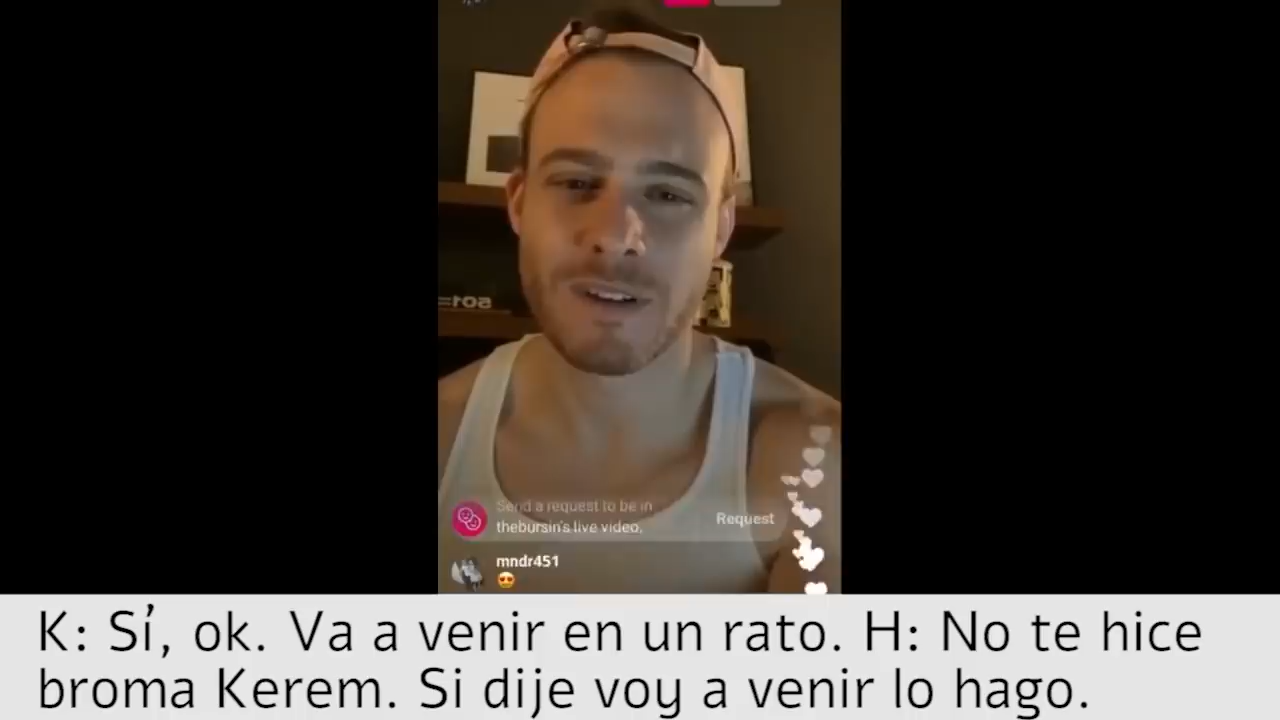 =tos
Send a request to be in
thebursin's live video.
Request
mndr451
K: Sí, ok. Va a venir en un rato. H: No te hice
broma Kerem. Si dije voy a venir lo hago.